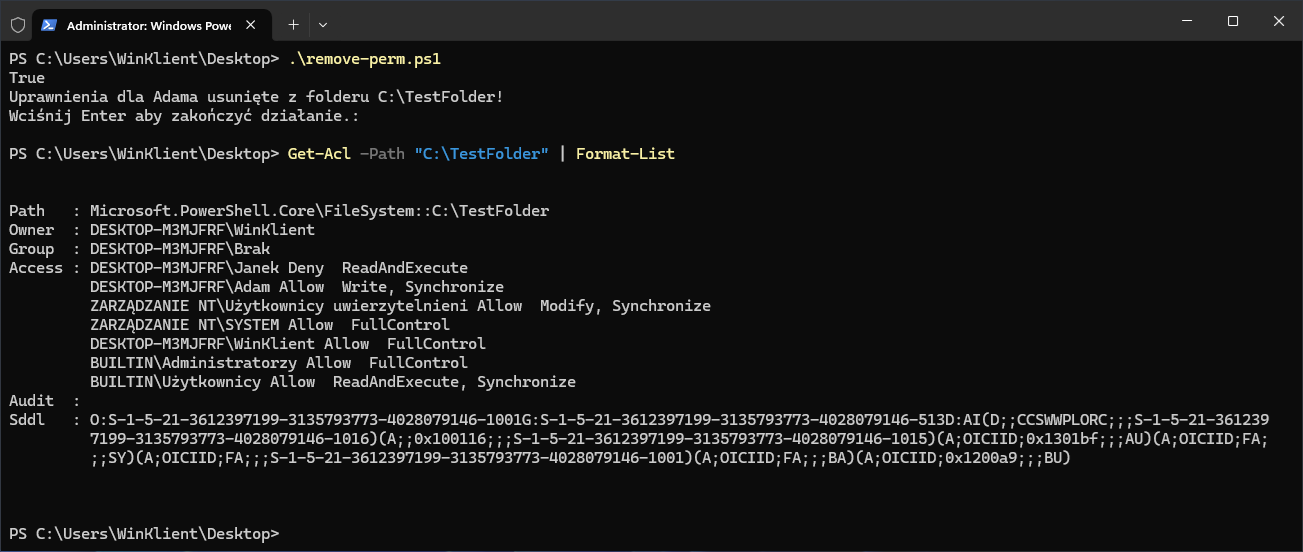 Administrator: Windows Powe
PS C:\Users\WinKlient\Desktop> .\remove-perm.ps1
True
Uprawnienia dla Adama usunięte z folderu C:\TestFolder!
Wciśnij Enter aby zakończyć działanie.:
PS C:\Users\WinKlient\Desktop> Get-Acl -Path "C:\TestFolder" | Format-List
Path   : Microsoft.PowerShell.Core\FileSystem::C:\TestFolder
Owner  : DESKTOP-M3MJFRF\WinKlient
Group  : DESKTOP-M3MJFRF\Brak
Access : DESKTOP-M3MJFRF\Janek Deny  ReadAndExecute
DESKTOP-M3MJFRF\Adam Allow  Write, Synchronize
ZARZĄDZANIE NT\Użytkownicy uwierzytelnieni Allow  Modify, Synchronize
ZARZĄDZANIE NT\SYSTEM Allow  FullControl
DESKTOP-M3MJFRF\WinKlient Allow  FullControl
BUILTIN\Administratorzy Allow  FullControl
BUILTIN\Użytkownicy Allow  ReadAndExecute, Synchronize
Audit  :
Sddl   : O:S-1-5-21-3612397199-3135793773-4028079146-1001G:S-1-5-21-3612397199-3135793773-4028079146-513D:AI(D;;CCSWWPLORC;;;S-1-5-21-361239
7199-3135793773-4028079146-1016)(A;;0x100116;;;S-1-5-21-3612397199-3135793773-4028079146-1015)(A;OICIID;0x1301bf;;;AU)(A;OICIID;FA;
;;SY)(A;OICIID;FA;;;S-1-5-21-3612397199-3135793773-4028079146-1001)(A;OICIID;FA;;;BA)(A;OICIID;0x1200a9;;;BU)
PS C:\Users\WinKlient\Desktop>